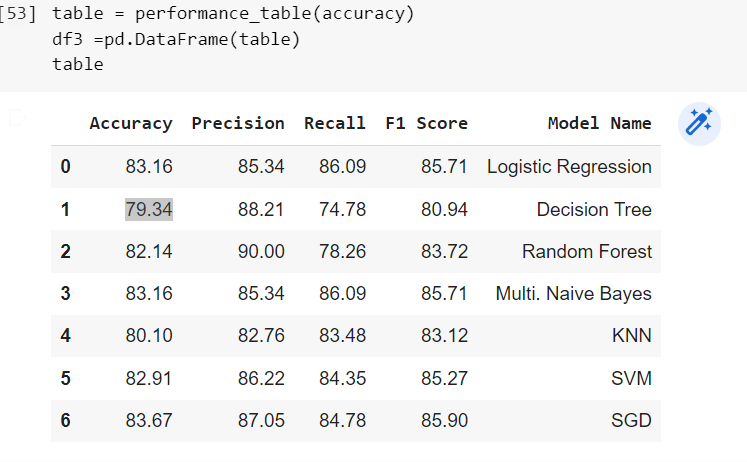 [53] table = performance_table(accuracy)
df3 =pd.DataFrame(table)
table
Accuracy Precision Recall F1 Score Model Name
0 83.16 85.34 86.09 85.71 Logistic Regression
1 79.34 88.21 74.78 80.94 Decision Tree
2 82.14 90.00 78.26 83.72 Random Forest
3 83.16 85.34 86.09 85.71 Multi. Naive Bayes
4 80.10 82.76 83.48 83.12 KNN
5 82.91 86.22 84.35 85.27 SVM
6 83.67 87.05 84.78 85.90 SGD